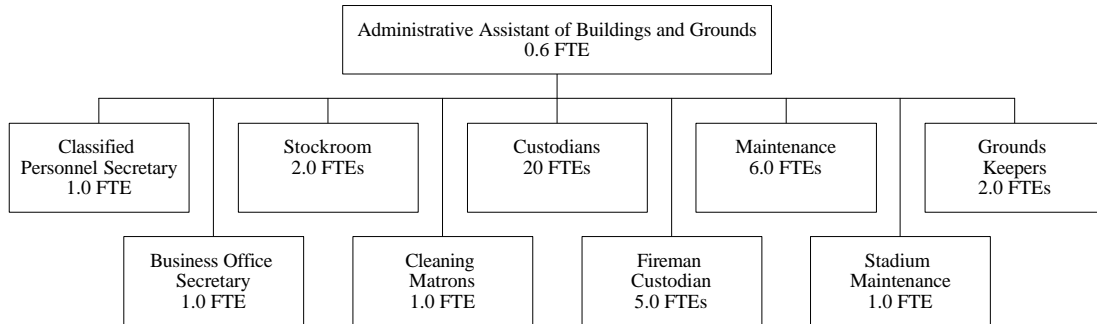 Administrative Assistant of Buildings and Grounds
0.6 FTE
Classified
Personnel Secretary
1.0 FTE
Stockroom
2.0 FTEs
Custodians
20 FTEs
Maintenance
6.0 FTEs
Grounds
Keepers
2.0 FTEs
Business Office
Secretary
1.0 FTE
Cleaning
Matrons
1.0 FTE
Fireman
Custodian
5.0 FTEs
Stadium
Maintenance
1.0 FTE